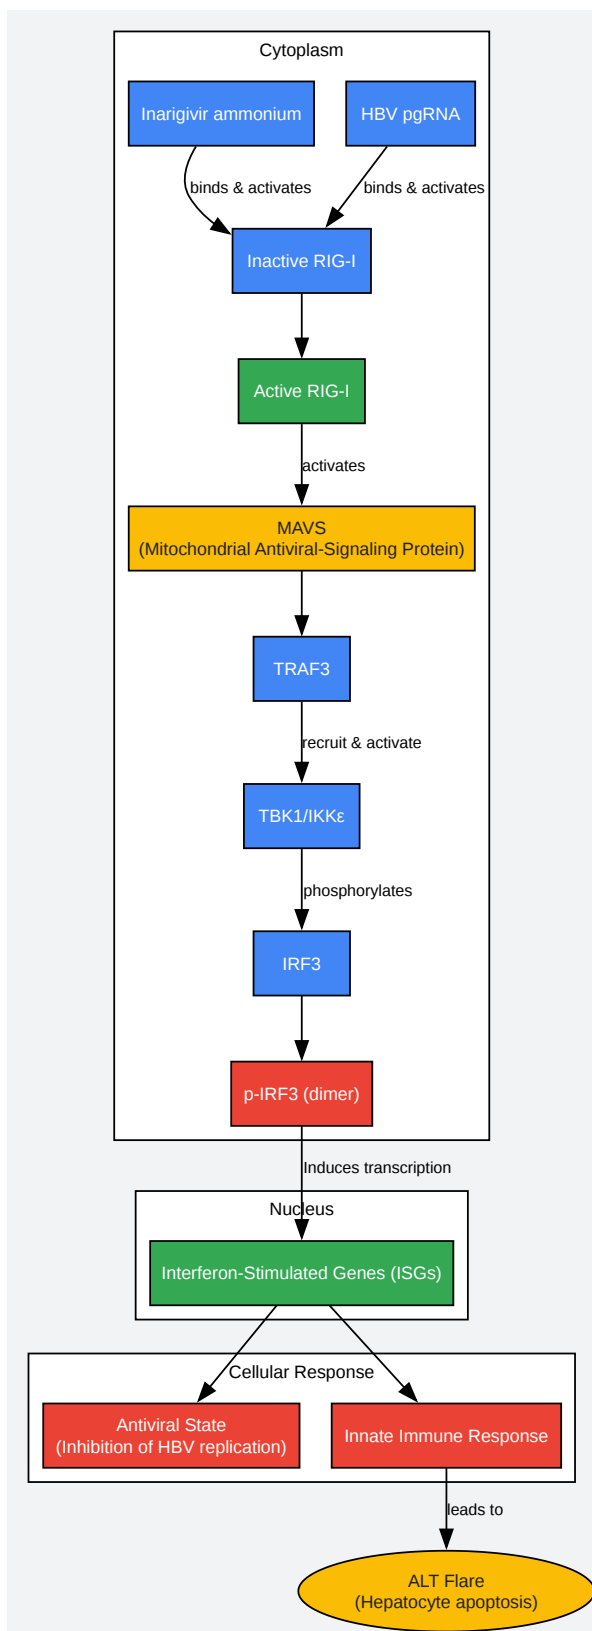 Cytoplasm
Inarigivir ammonium
HBV pgRNA
binds & activates
binds & activates
Inactive RIG-I
Active RIG-I
activates
MAVS
(Mitochondrial Antiviral-Signaling Protein)
TRAF3
recruit & activate
TBK1/IKKε
phosphorylates
IRF3
p-IRF3 (dimer)
Induces transcription
Nucleus
Interferon-Stimulated Genes (ISGs)
Cellular Response
Antiviral State
(Inhibition of HBV replication)
Innate Immune Response
leads to
ALT Flare
(Hepatocyte apoptosis)